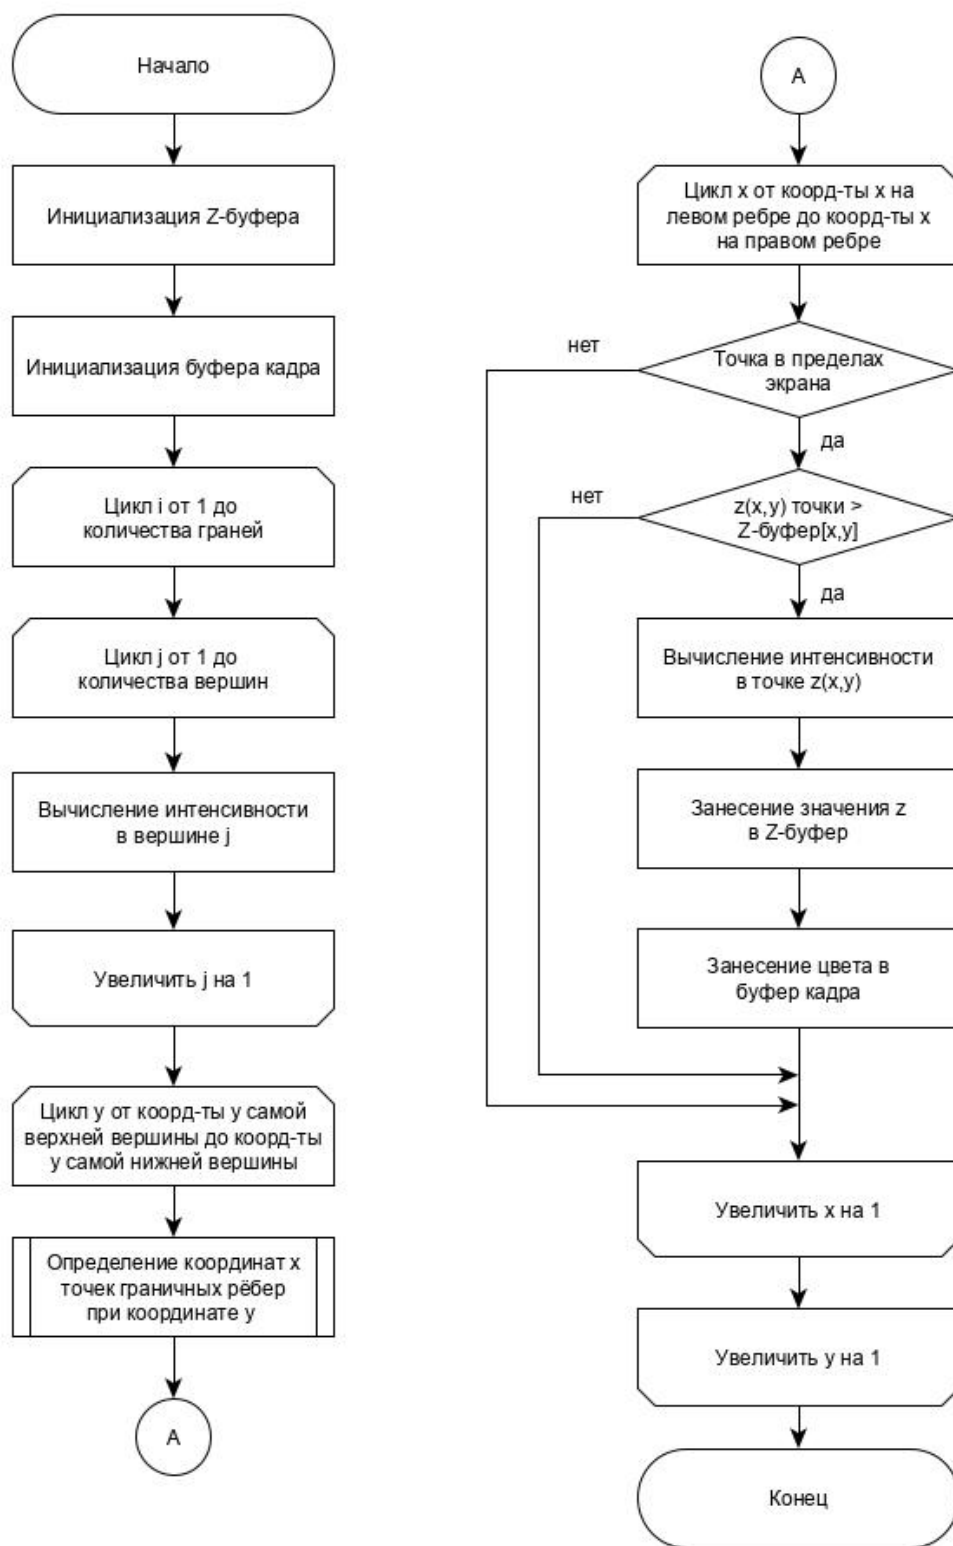 Начало
Инициализация Z-буфера
Инициализация буфера кадра
Цикл i от 1 до
количества граней
Цикл j от 1 до
количества вершин
Вычисление интенсивности
в вершине j
Увеличить j на 1
Цикл y от коорд-ты y самой
верхней вершины до коорд-ты
y самой нижней вершины
Определение координат x
точек граничных рёбер
при координате y
A
A
Цикл x от коорд-ты x на
левом ребре до коорд-ты x
на правом ребре
нет
Точка в пределах
экрана
да
нет
z(x,y) точки >
Z-буфер[x,y]
да
Вычисление интенсивности
в точке z(x,y)
Занесение значения z
в Z-буфер
Занесение цвета в
буфер кадра
Увеличить x на 1
Увеличить y на 1
Конец